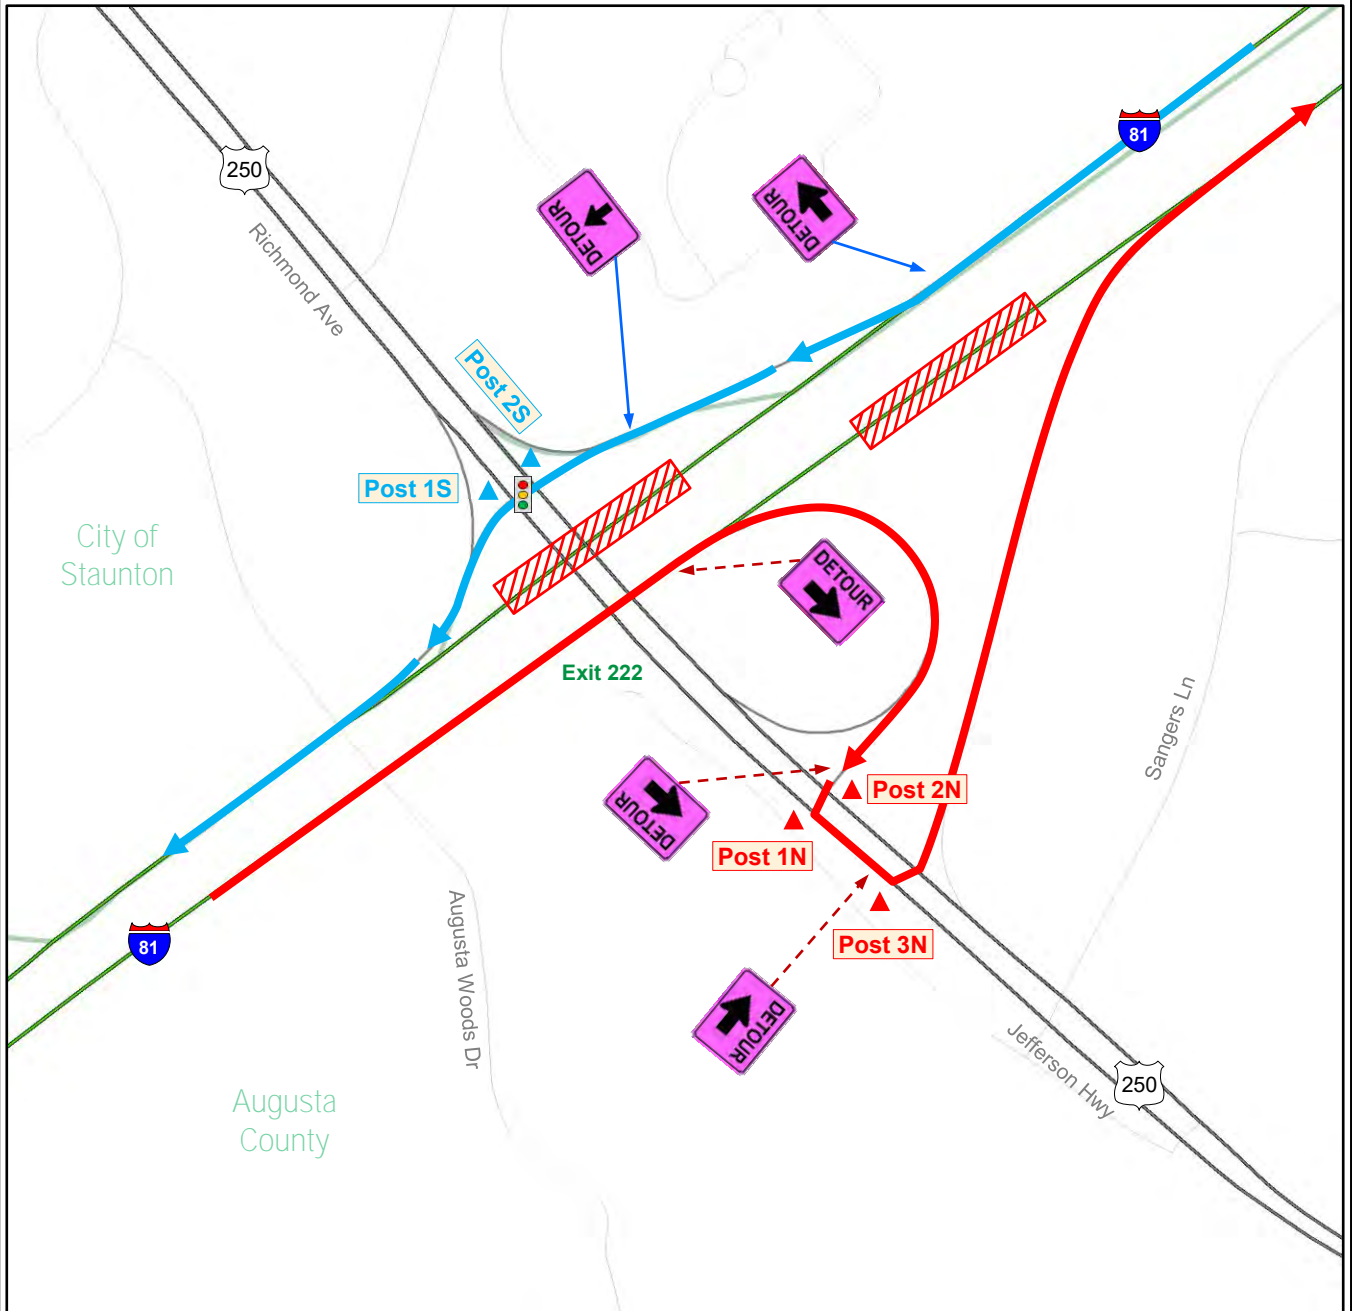 81
250
DETOUR
DETOUR
Richmond Ave
Post 2S
Post 1S
City of
Staunton
DETOUR
Exit 222
Sangers Ln
DETOUR
Post 2N
Post 1N
Augusta Woods Dr
Post 3N
81
DETOUR
Jefferson Hwy
250
Augusta
County